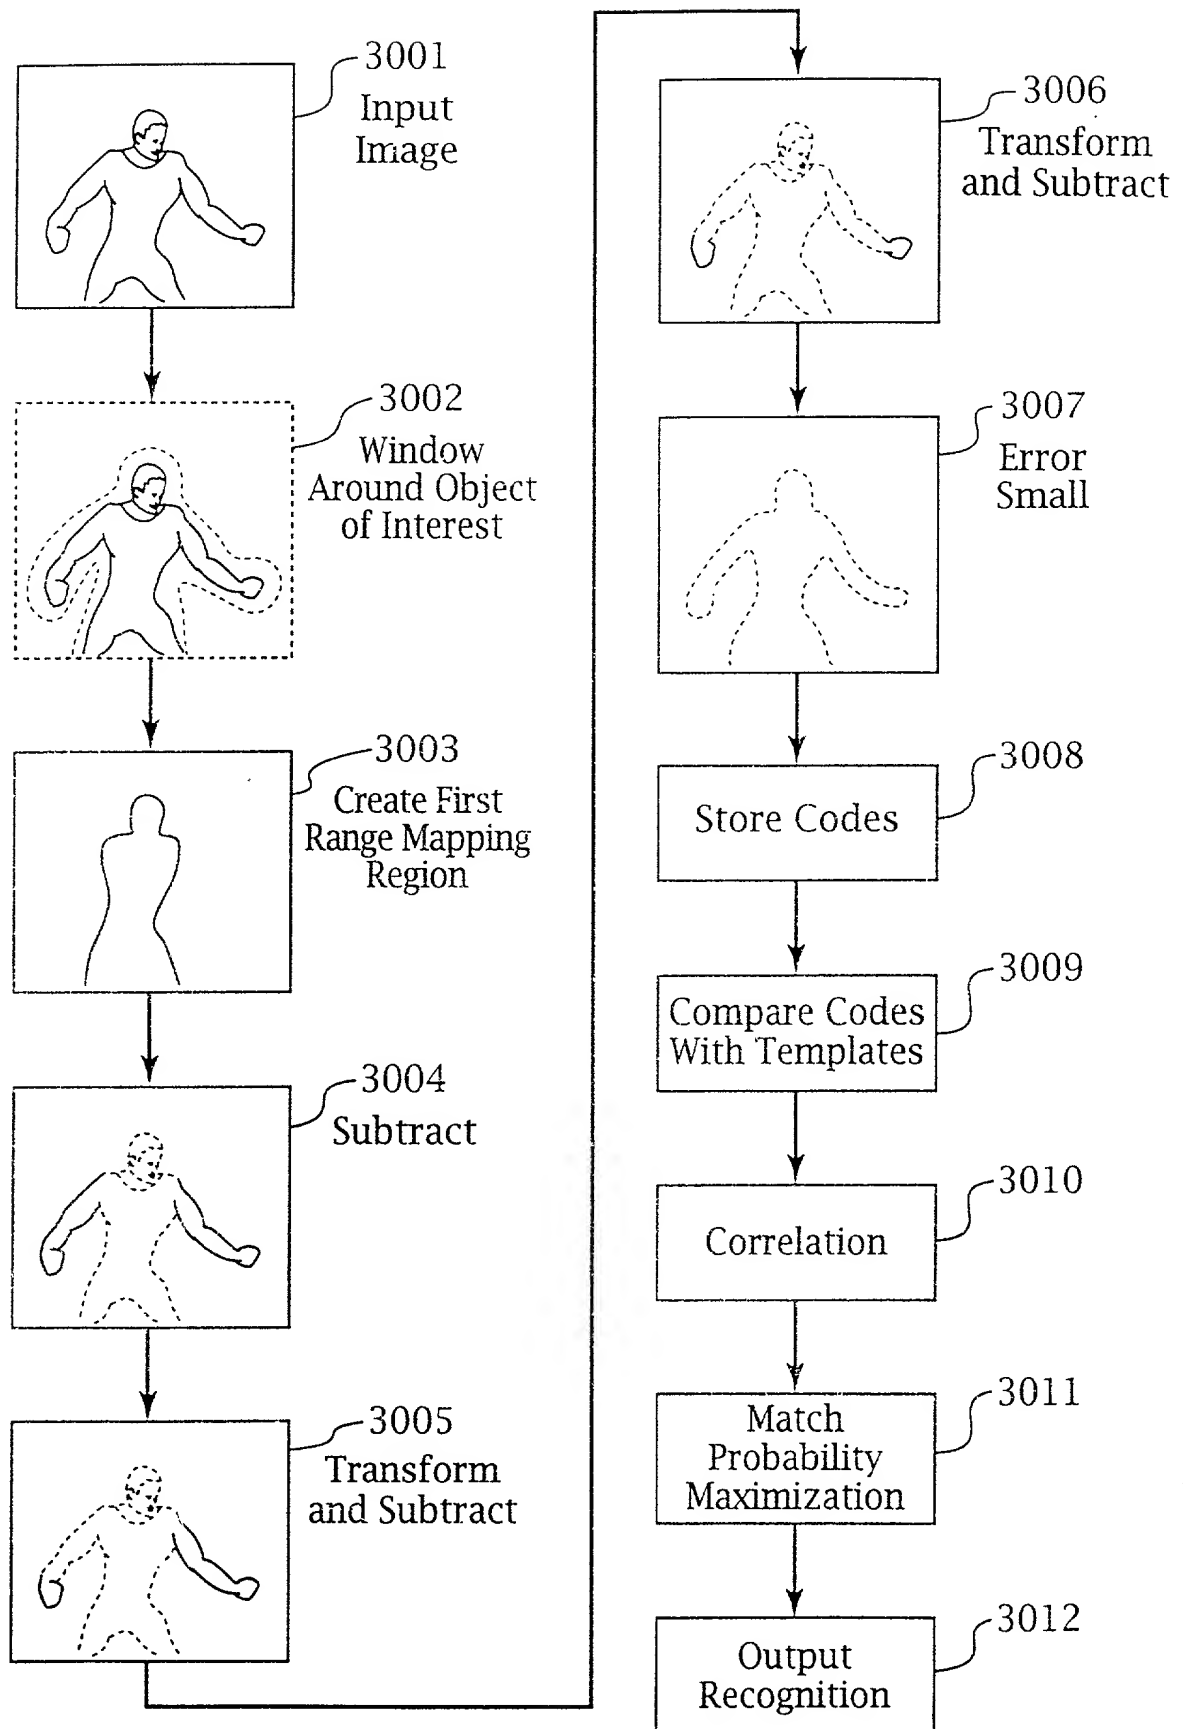 3001
Input
Image
3002
Window
Around Object
of Interest
3003
Create First
Range Mapping
Region
3004
Subtract
3005
Transform
and Subtract
3006
Transform
and Subtract
3007
Error
Small
3008
Store Codes
3009
Compare Codes
With Templates
3010
Correlation
3011
Match
Probability
Maximization
3012
Output
Recognition